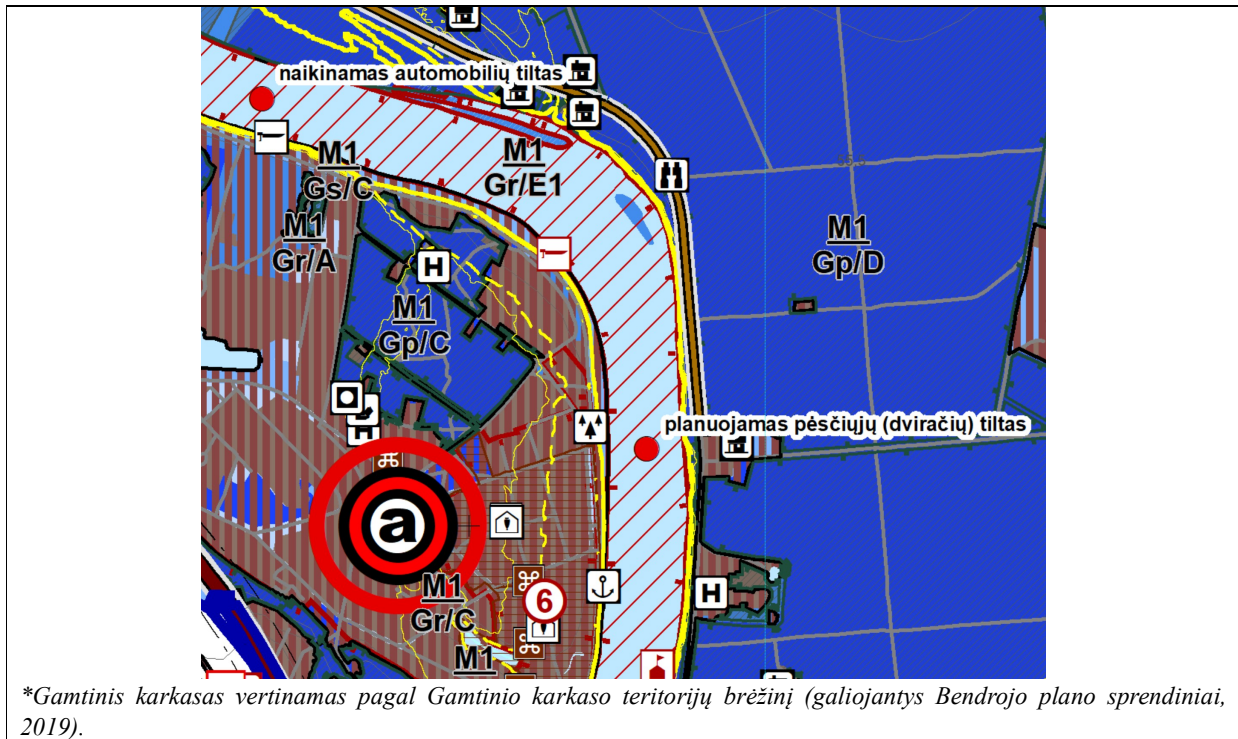 naikinamas automobilių tiltas
M1
Gs/C
M1
Gr/E1
M1
Gr/A
H
M1
Gp/D
M1
Gp/C
H
planuojamas pėsčiųjų (dviračių) tiltas
a
M1
Gr/C
6
H
M1
*Gamtinis karkasas vertinamas pagal Gamtinio karkaso teritorijų brėžinį (galiojantys Bendrojo plano sprendiniai,
2019).